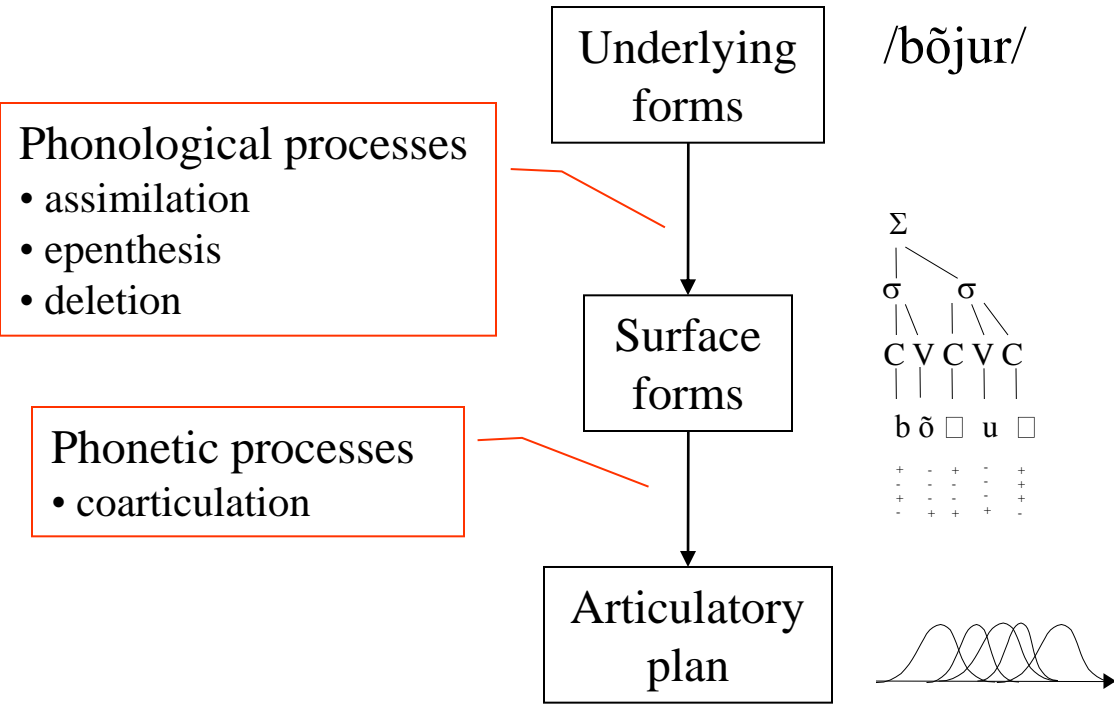 Underlying
forms
/bõjur/
Phonological processes
• assimilation
• epenthesis
• deletion
Σ
σ σ
Surface
forms
C V C V C
b õ □ u □
Phonetic processes
• coarticulation
+ - + - +
- - - - +
+ - - - +
- + + + -
Articulatory
plan